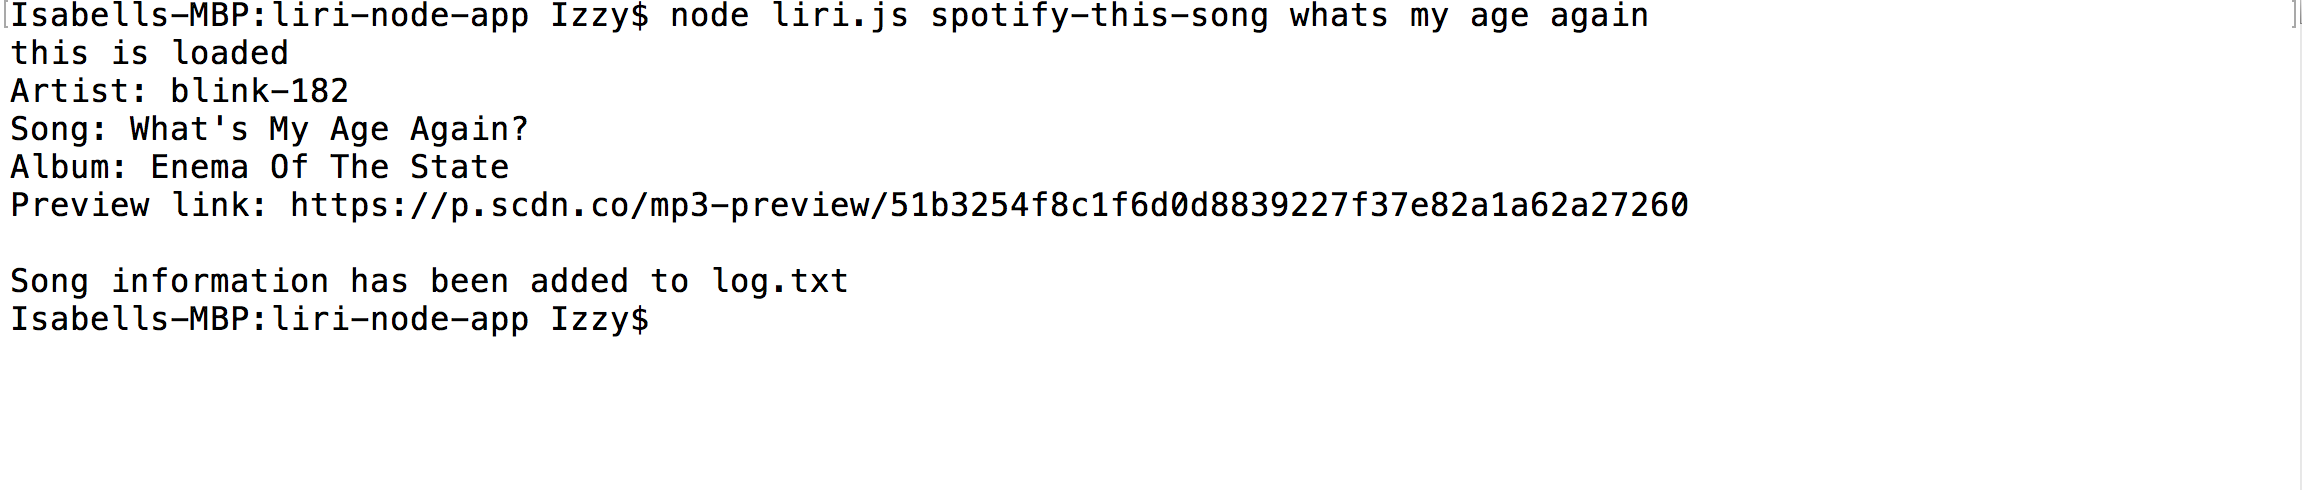 Isabells-MBP:liri-node-app Izzy$ node liri.js spotify-this-song whats my age again
this is loaded
Artist: blink-182
Song: What's My Age Again?
Album: Enema Of The State
Preview link: https://p.scdn.co/mp3-preview/51b3254f8c1f6d0d8839227f37e82a1a62a27260
Song information has been added to log.txt
Isabells-MBP:liri-node-app Izzy$